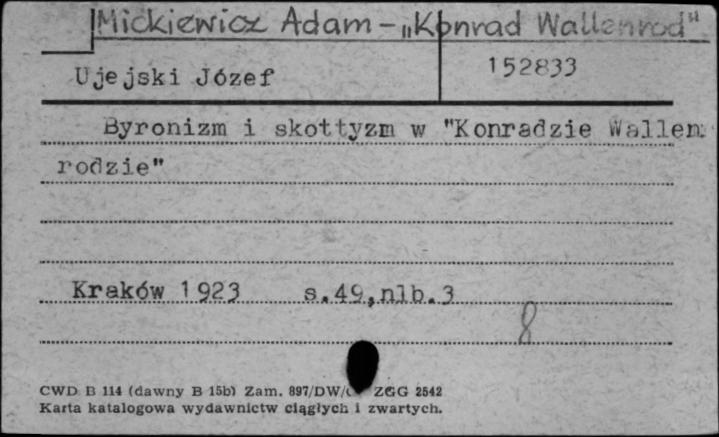 Mickiewicz Adam - „Konrad Wallenrod"
Ujejski Józef 152833
Byronizm i skottyzm w "Konradzie Wallen
rodzie"
Kraków 1923 s.49,nlb.3
8
CWD B 114 (dawny B 15b) Zam. 897/DW/ ZGG 2542
Karta katalogowa wydawnictw ciągłych i zwartych.